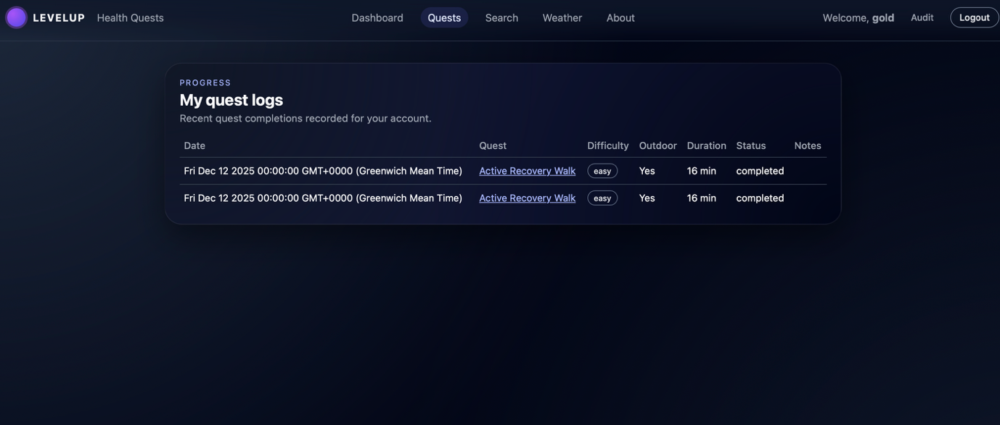 LEVELUP Health Quests Dashboard Quests Search Weather About Welcome, gold Audit Logout
PROGRESS
My quest logs
Recent quest completions recorded for your account.
Date Quest Difficulty Outdoor Duration Status Notes
Fri Dec 12 2025 00:00:00 GMT+0000 (Greenwich Mean Time) Active Recovery Walk easy Yes 16 min completed
Fri Dec 12 2025 00:00:00 GMT+0000 (Greenwich Mean Time) Active Recovery Walk easy Yes 16 min completed